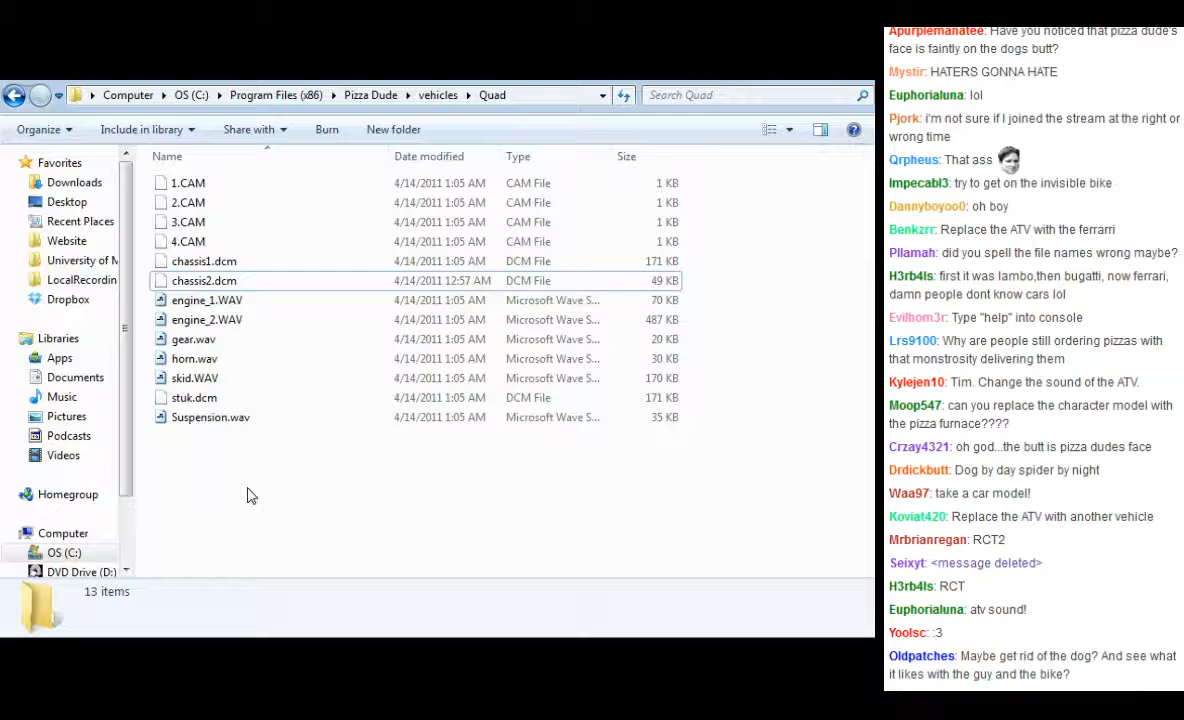 Computer ▸ OS (C:) ▸ Program Files (x86) ▸ Pizza Dude ▸ vehicles ▸ Quad
Search Quad
Organize Include in library Share with Burn New folder
Favorites
Downloads
Desktop
Recent Places
Website
University of M
LocalRecordin
Dropbox
Libraries
Apps
Documents
Music
Pictures
Podcasts
Videos
Homegroup
Computer
OS (C:)
DVD Drive (D:)
Name Date modified Type Size
1.CAM 4/14/2011 1:05 AM CAM File 1 KB
2.CAM 4/14/2011 1:05 AM CAM File 1 KB
3.CAM 4/14/2011 1:05 AM CAM File 1 KB
4.CAM 4/14/2011 1:05 AM CAM File 1 KB
chassis1.dcm 4/14/2011 1:05 AM DCM File 171 KB
chassis2.dcm 4/14/2011 12:57 AM DCM File 49 KB
engine_1.WAV 4/14/2011 1:05 AM Microsoft Wave S... 70 KB
engine_2.WAV 4/14/2011 1:05 AM Microsoft Wave S... 487 KB
gear.wav 4/14/2011 1:05 AM Microsoft Wave S... 20 KB
horn.wav 4/14/2011 1:05 AM Microsoft Wave S... 30 KB
skid.WAV 4/14/2011 1:05 AM Microsoft Wave S... 170 KB
stuk.dcm 4/14/2011 1:05 AM DCM File 171 KB
Suspension.wav 4/14/2011 1:05 AM Microsoft Wave S... 35 KB
13 items
Apurplemanatee: Have you noticed that pizza dude's
face is faintly on the dogs butt?
Mystir: HATERS GONNA HATE
Euphorialuna: lol
Pjork: i'm not sure if I joined the stream at the right or
wrong time
Qrpheus: That ass
Impecabl3: try to get on the invisible bike
Dannyboyoo0: oh boy
Benkzrr: Replace the ATV with the ferrarri
Pllamah: did you spell the file names wrong maybe?
H3rb4ls: first it was lambo,then bugatti, now ferrari,
damn people dont know cars lol
Evilhom3r: Type "help" into console
Lrs9100: Why are people still ordering pizzas with
that monstrosity delivering them
Kylejen10: Tim. Change the sound of the ATV.
Moop547: can you replace the character model with
the pizza furnace????
Crzay4321: oh god...the butt is pizza dudes face
Drdickbutt: Dog by day spider by night
Waa97: take a car model!
Koviat420: Replace the ATV with another vehicle
Mrbrianregan: RCT2
Seixyt: <message deleted>
H3rb4ls: RCT
Euphorialuna: atv sound!
Yoolsc: :3
Oldpatches: Maybe get rid of the dog? And see what
it likes with the guy and the bike?